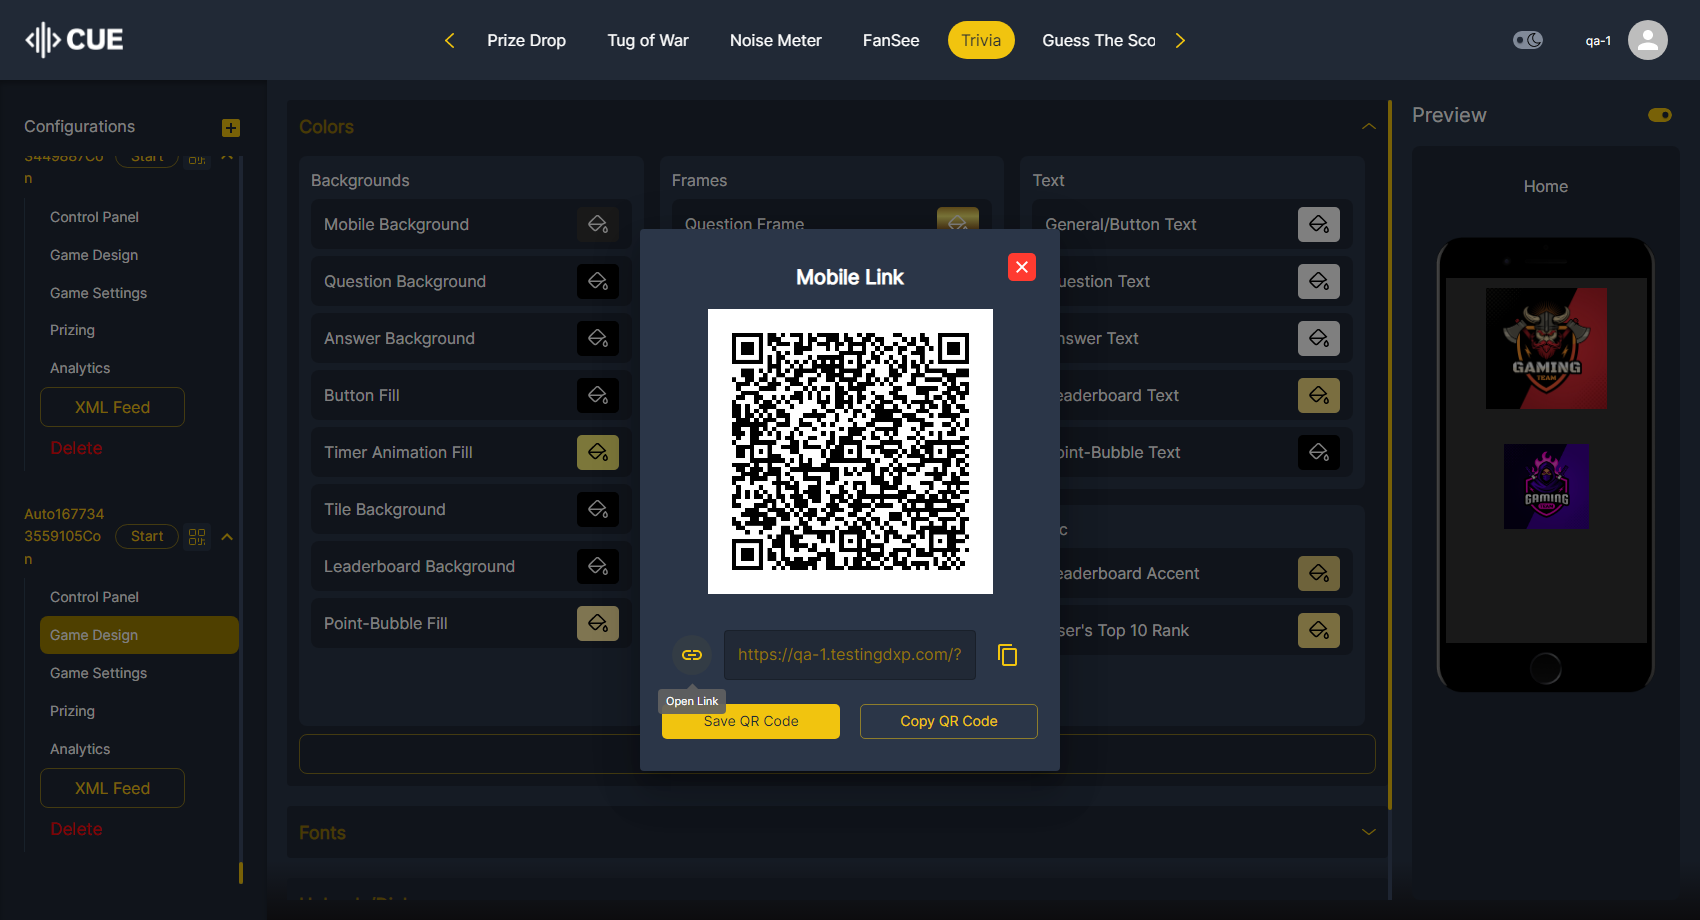 CUE
Prize Drop
Tug of War
Noise Meter
FanSee
Trivia
Guess The Sco
qa-1
Configurations
3449887Co
n
Start
Control Panel
Game Design
Game Settings
Prizing
Analytics
XML Feed
Delete
Auto167734
3559105Co
n
Start
Control Panel
Game Design
Game Settings
Prizing
Analytics
XML Feed
Delete
Colors
Backgrounds
Mobile Background
Question Background
Answer Background
Button Fill
Timer Animation Fill
Tile Background
Leaderboard Background
Point-Bubble Fill
Frames
Question Frame
Text
General/Button Text
uestion Text
nswer Text
eaderboard Text
oint-Bubble Text
c
eaderboard Accent
ser's Top 10 Rank
Fonts
Mobile Link
https://qa-1.testingdxp.com/?
Open Link
Save QR Code
Copy QR Code
Preview
Home
GAMING
TEAM
GAMING
TEAM